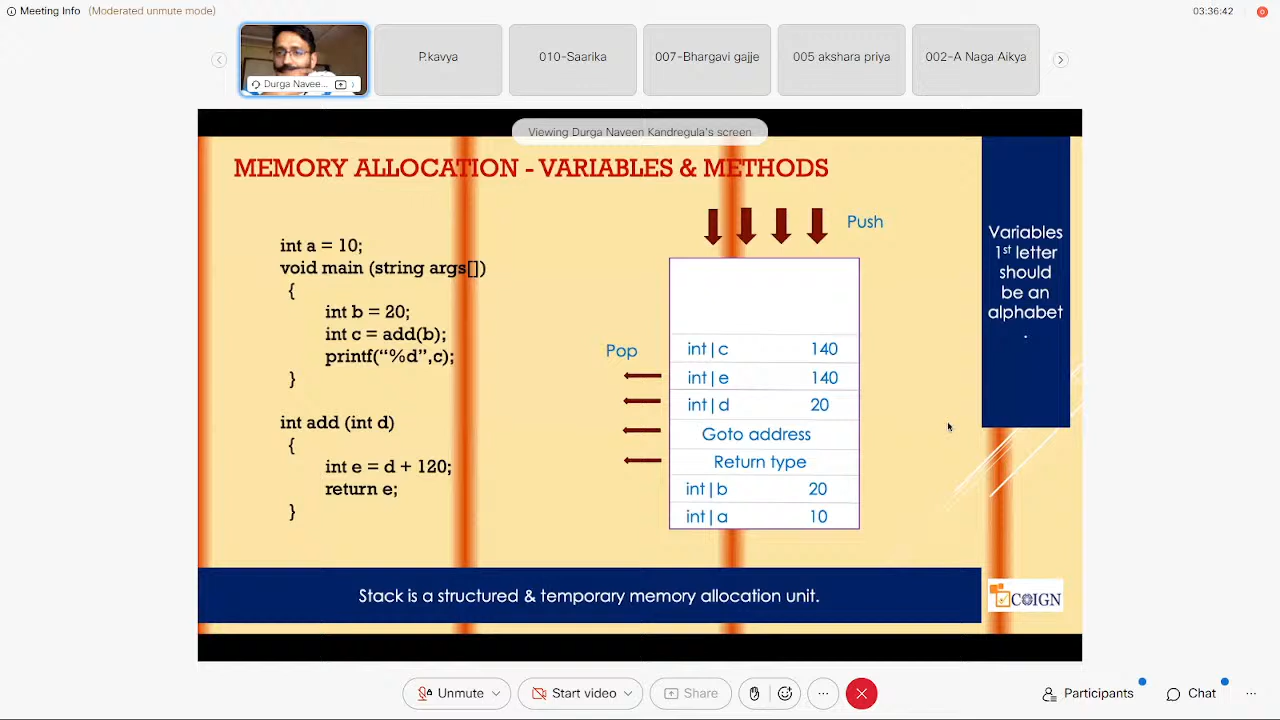 Meeting Info (Moderated unmute mode)
03:36:42
Durga Navee...
P.kavya
010-Saarika
007-Bhargavi gajje
005 akshara priya
002-A Naga Aikya
Viewing Durga Naveen Kandregula's screen
MEMORY ALLOCATION - VARIABLES & METHODS
int a = 10;
void main (string args[])
{
int b = 20;
int c = add(b);
printf(“%d”,c);
}
int add (int d)
{
int e = d + 120;
return e;
}
Push
Pop
int|c 140
int|e 140
int|d 20
Goto address
Return type
int|b 20
int|a 10
Variables
1st letter
should
be an
alphabet
.
Stack is a structured & temporary memory allocation unit.
COIGN
Unmute
Start video
Share
Participants
Chat